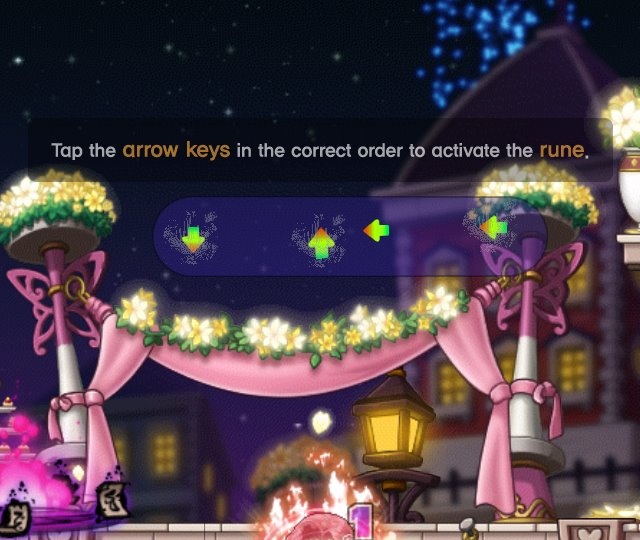 Tap the arrow keys in the correct order to activate the rune.